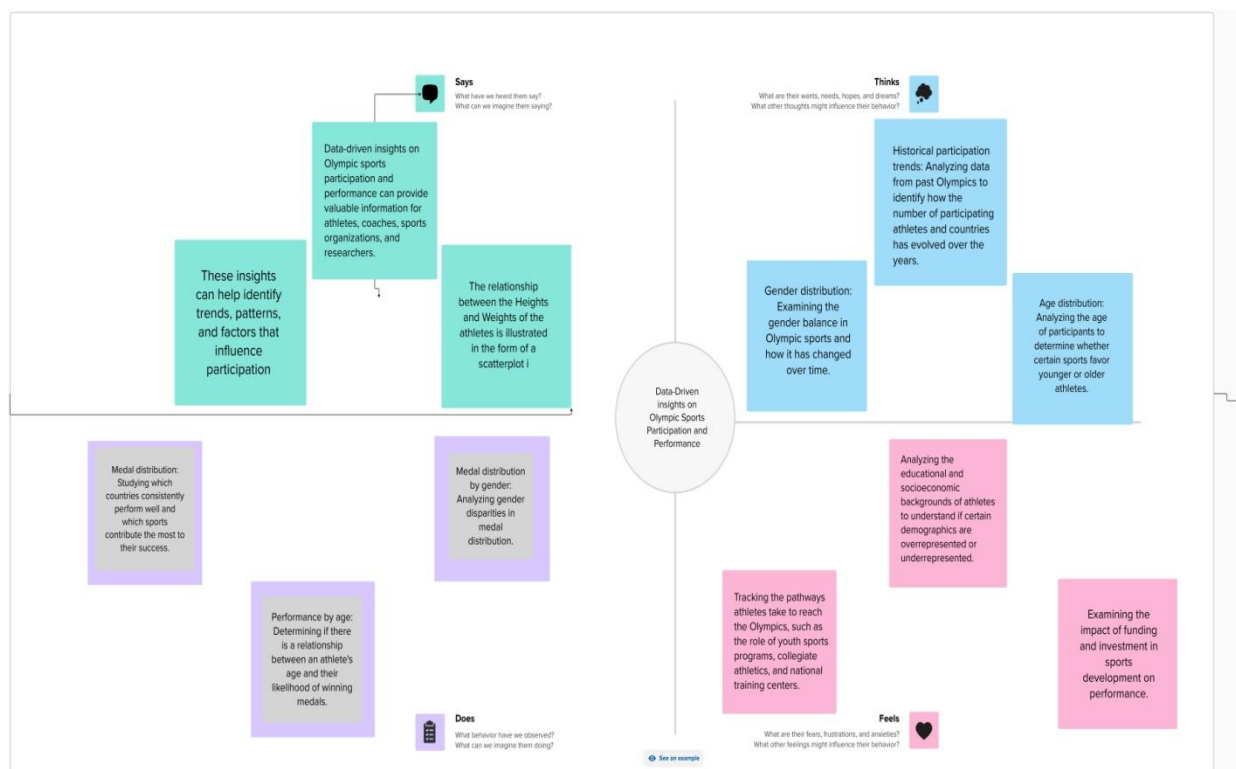 Says
What have we heard them say?
What can we imagine them saying?
Data-driven insights on
Olympic sports
participation and
performance can provide
valuable information for
athletes, coaches, sports
organizations, and
researchers.
These insights
can help identify
trends, patterns,
and factors that
influence
participation
The relationship
between the Heights
and Weights of the
athletes is illustrated
in the form of a
scatterplot i
Thinks
What are their wants, needs, hopes, and dreams?
What other thoughts might influence their behavior?
Historical participation
trends: Analyzing data
from past Olympics to
identify how the
number of participating
athletes and countries
has evolved over the
years.
Gender distribution:
Examining the
gender balance in
Olympic sports and
how it has changed
over time.
Age distribution:
Analyzing the age
of participants to
determine whether
certain sports favor
younger or older
athletes.
Data-Driven
insights on
Olympic Sports
Participation and
Performance
Medal distribution:
Studying which
countries consistently
perform well and
which sports
contribute the most to
their success.
Medal distribution
by gender:
Analyzing gender
disparities in
medal
distribution.
Performance by age:
Determining if there
is a relationship
between an athlete's
age and their
likelihood of winning
medals.
Does
What behavior have we observed?
What can we imagine them doing?
Analyzing the
educational and
socioeconomic
backgrounds of athletes
to understand if certain
demographics are
overrepresented or
underrepresented.
Tracking the pathways
athletes take to reach
the Olympics, such as
the role of youth sports
programs, collegiate
athletics, and national
training centers.
Examining the
impact of funding
and investment in
sports
development on
performance.
Feels
What are their fears, frustrations, and anxieties?
What other feelings might influence their behavior?
See an example